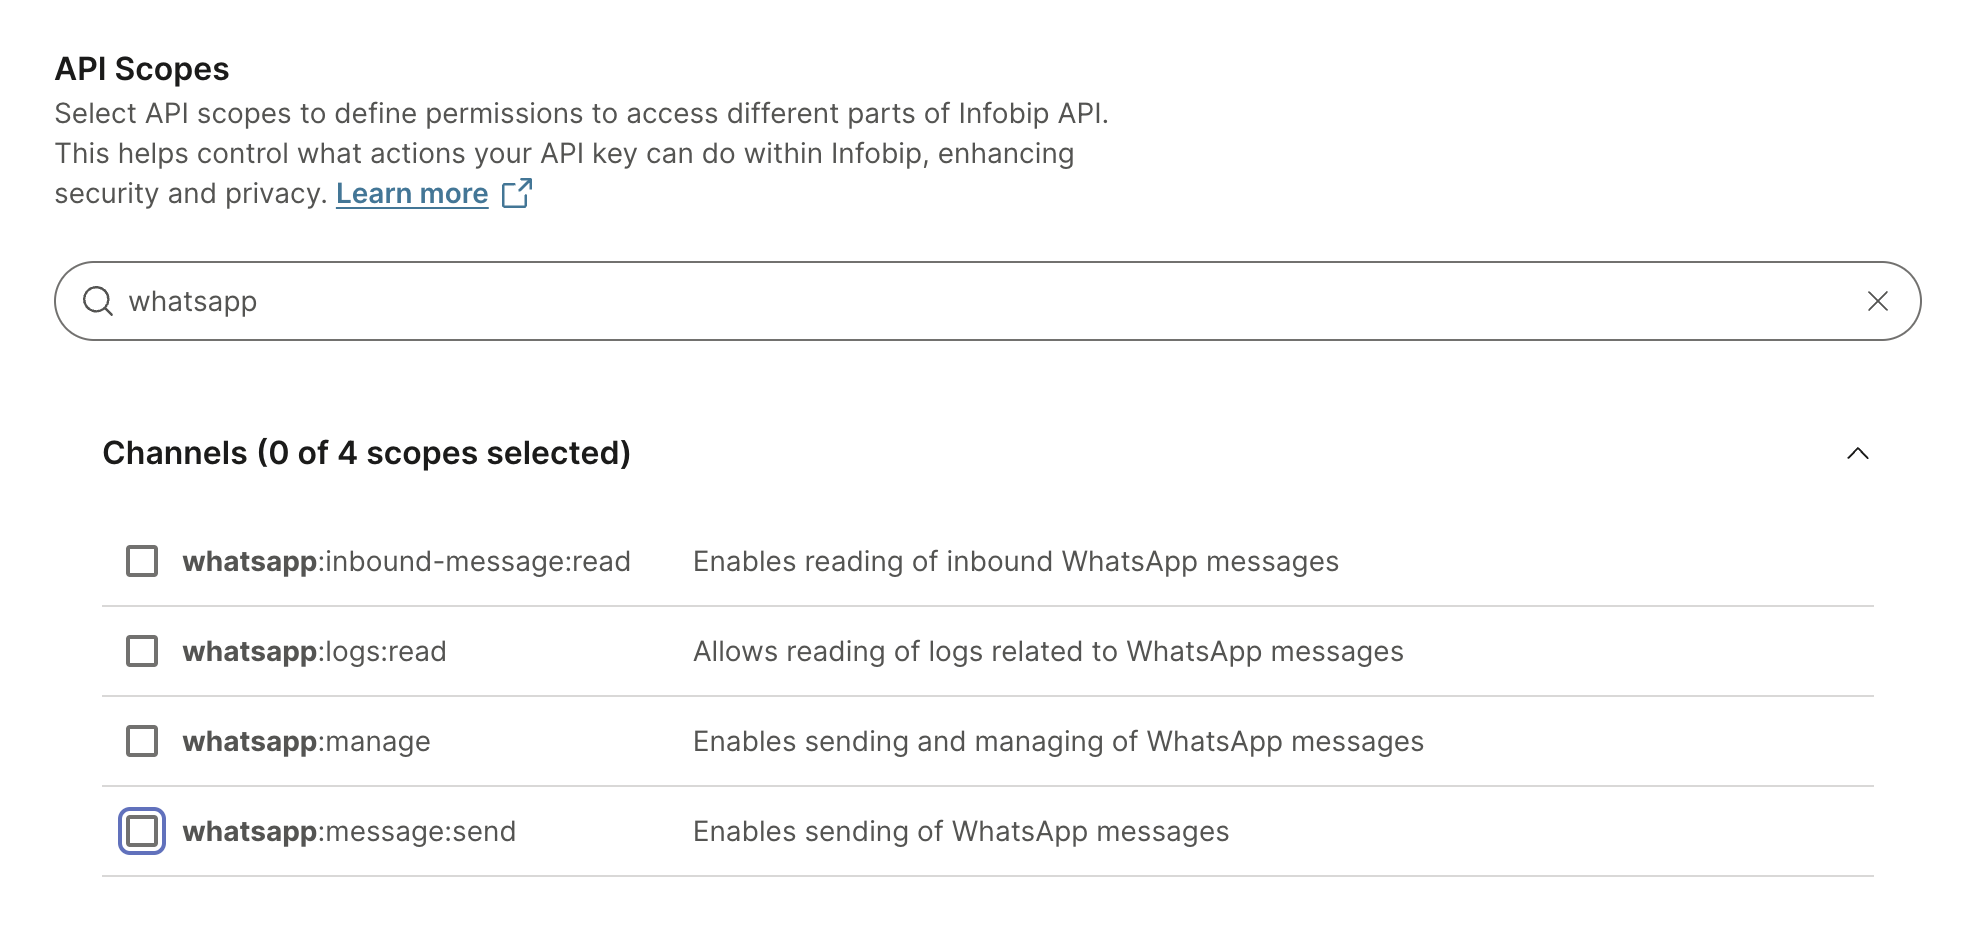 API Scopes
Select API scopes to define permissions to access different parts of Infobip API.
This helps control what actions your API key can do within Infobip, enhancing
security and privacy. Learn more
whatsapp
Channels (0 of 4 scopes selected)
whatsapp:inbound-message:read Enables reading of inbound WhatsApp messages
whatsapp:logs:read Allows reading of logs related to WhatsApp messages
whatsapp:manage Enables sending and managing of WhatsApp messages
whatsapp:message:send Enables sending of WhatsApp messages